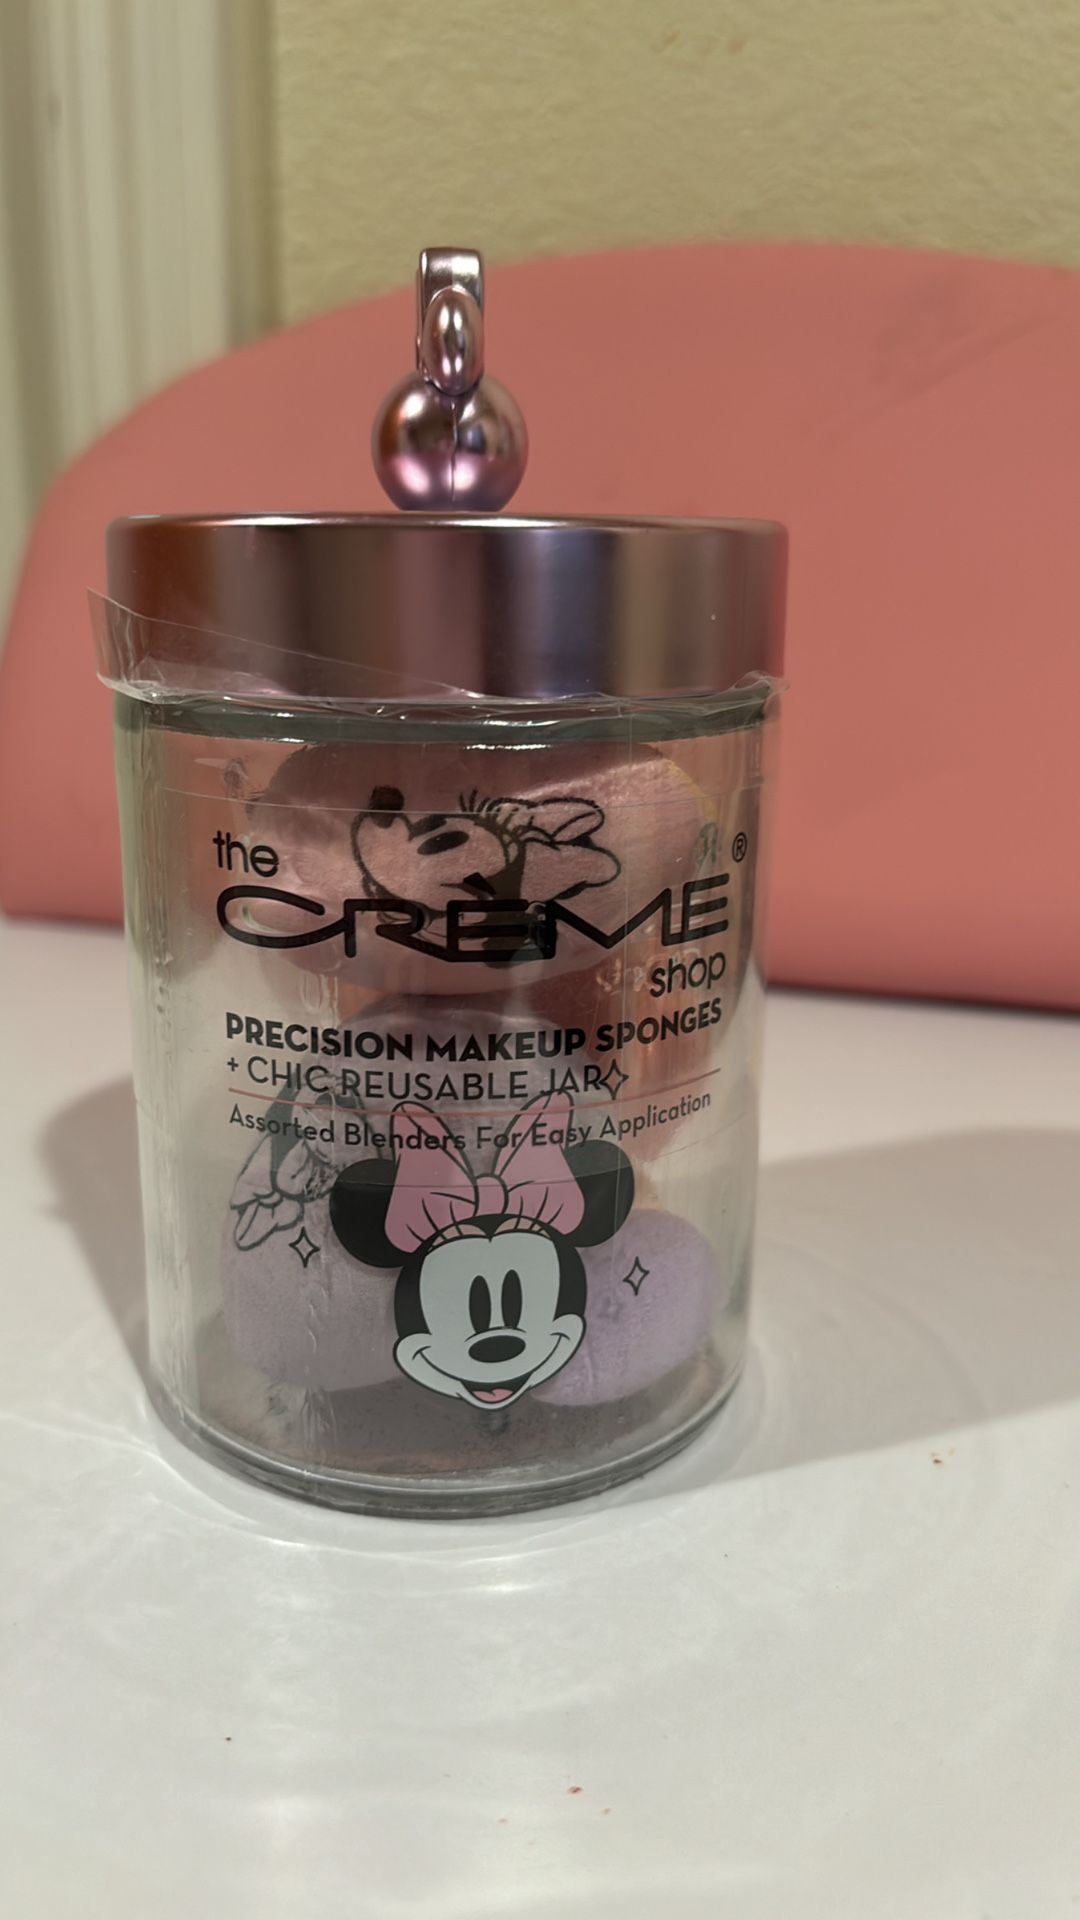 the
CRÈME ®
shop
PRECISION MAKEUP SPONGES
+ CHIC REUSABLE JAR
Assorted Blenders For Easy Application